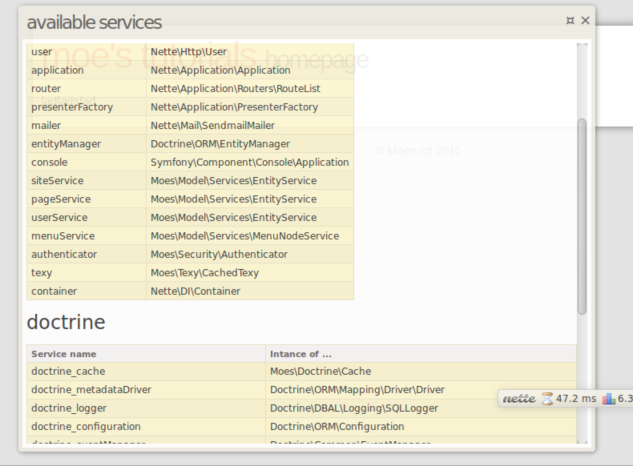 available services
moe's tutorials homepage
user Nette\Http\User
application Nette\Application\Application
router Nette\Application\Routers\RouteList
presenterFactory Nette\Application\PresenterFactory
mailer Nette\Mail\SendmailMailer
entityManager Doctrine\ORM\EntityManager
console Symfony\Component\Console\Application
© Moes.cz 2011
siteService Moes\Model\Services\EntityService
pageService Moes\Model\Services\EntityService
userService Moes\Model\Services\EntityService
menuService Moes\Model\Services\MenuNodeService
authenticator Moes\Security\Authenticator
texy Moes\Texy\CachedTexy
container Nette\DI\Container
doctrine
Service name Intance of ...
doctrine_cache Moes\Doctrine\Cache
doctrine_metadataDriver Doctrine\ORM\Mapping\Driver\Driver
nette 47.2 ms 6.3
doctrine_logger Doctrine\DBAL\Logging\SQLLogger
doctrine_configuration Doctrine\ORM\Configuration
doctrine_eventManager Doctrine\Common\EventManager